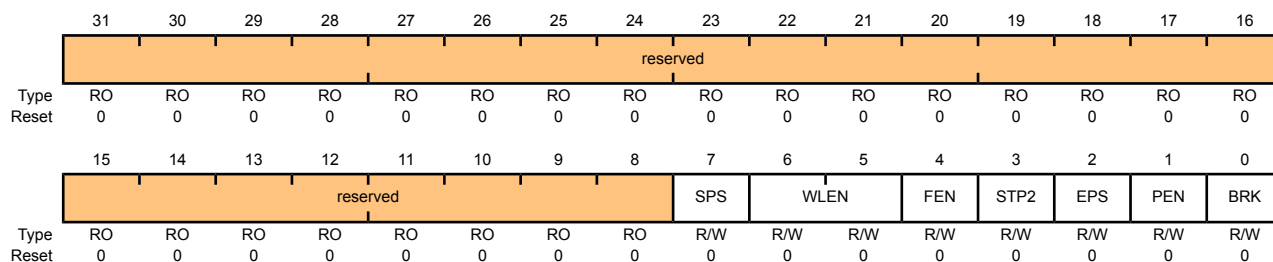 31 30 29 28 27 26 25 24 23 22 21 20 19 18 17 16
reserved
Type RO RO RO RO RO RO RO RO RO RO RO RO RO RO RO RO
Reset 0 0 0 0 0 0 0 0 0 0 0 0 0 0 0 0
15 14 13 12 11 10 9 8 7 6 5 4 3 2 1 0
reserved SPS WLEN FEN STP2 EPS PEN BRK
Type RO RO RO RO RO RO RO RO R/W R/W R/W R/W R/W R/W R/W R/W
Reset 0 0 0 0 0 0 0 0 0 0 0 0 0 0 0 0